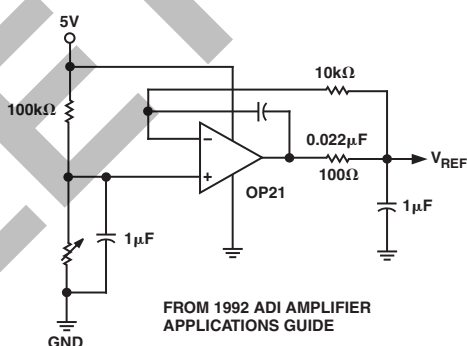 5V
10kΩ
100kΩ
0.022μF
−
+
100Ω
VREF
OP21
1μF
1μF
FROM 1992 ADI AMPLIFIER
APPLICATIONS GUIDE
GND